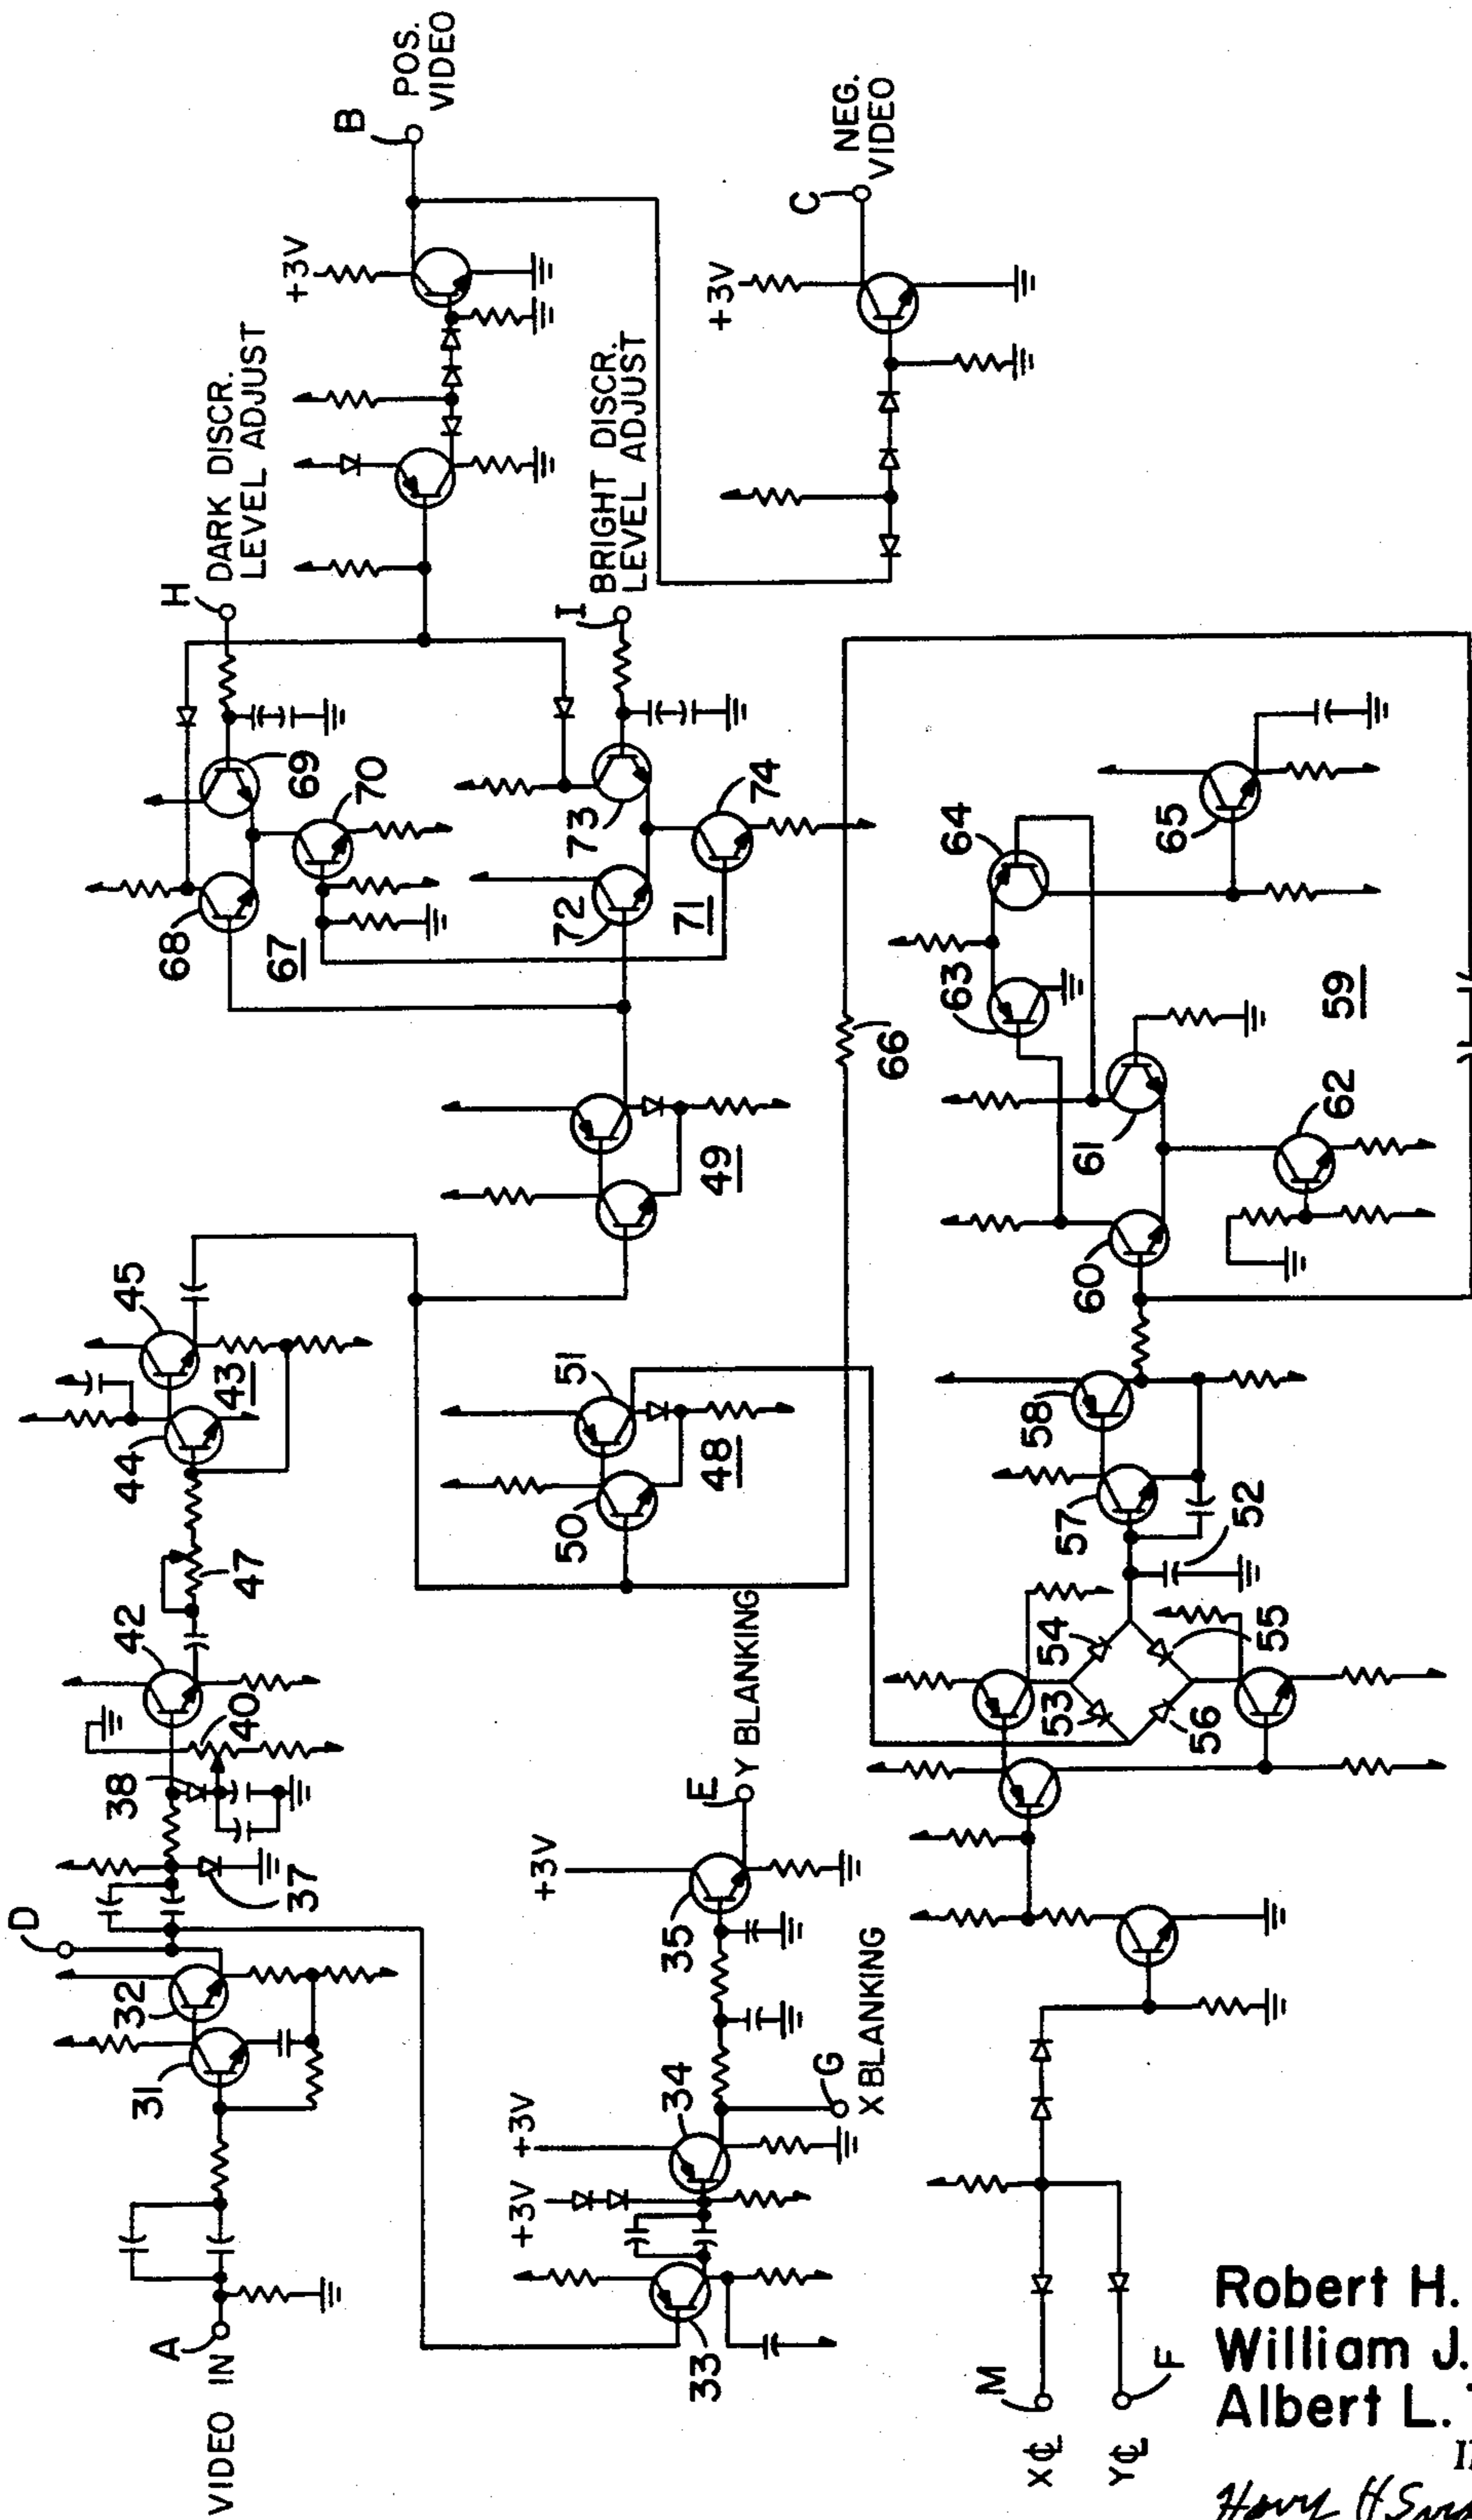 VIDEO IN
A
31
32
D
37
38
40
42
47
44
43
45
33
+3V
+3V
34
G
X BLANKING
35
+3V
E
Y BLANKING
50
48
51
49
68
67
69
70
H
DARK DISCR.
LEVEL ADJUST
72
71
73
74
I
BRIGHT DISCR.
LEVEL ADJUST
+3V
B
POS.
VIDEO
+3V
C
NEG.
VIDEO
66
X℄
M
Y℄
F
53
54
56
55
57
52
58
60
61
62
63
64
59
65
Robert H.
William J.
Albert L.